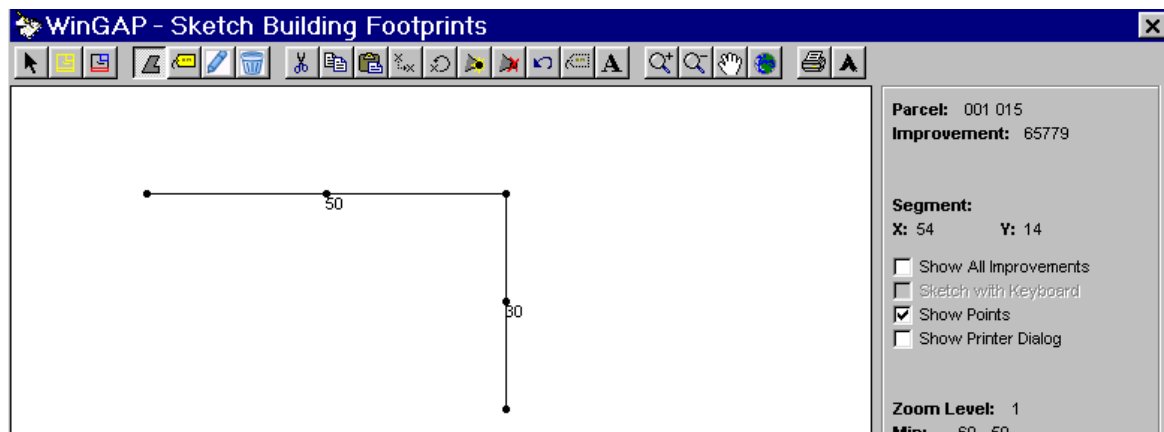 WinGAP - Sketch Building Footprints
A
Parcel: 001 015
Improvement: 65779
50
Segment:
X: 54 Y: 14
Show All Improvements
Sketch with Keyboard
30
Show Points
Show Printer Dialog
Zoom Level: 1